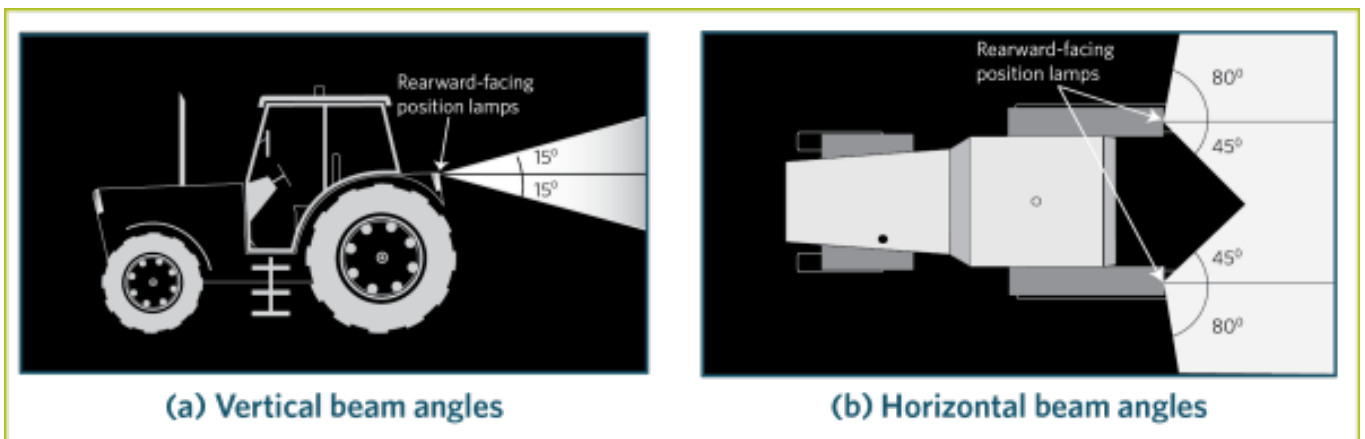 Rearward-facing
position lamps
15⁰
15⁰
(a) Vertical beam angles
Rearward-facing
position lamps
80⁰
45⁰
45⁰
80⁰
(b) Horizontal beam angles